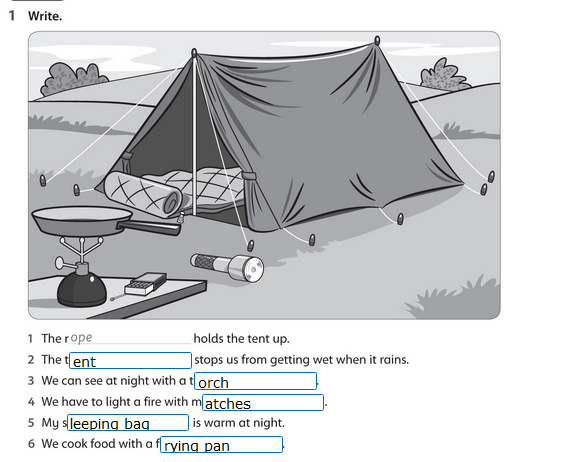 1 Write.
1 The rope holds the tent up.
2 The tent stops us from getting wet when it rains.
3 We can see at night with a torch.
4 We have to light a fire with matches.
5 My sleeping bag is warm at night.
6 We cook food with a frying pan.